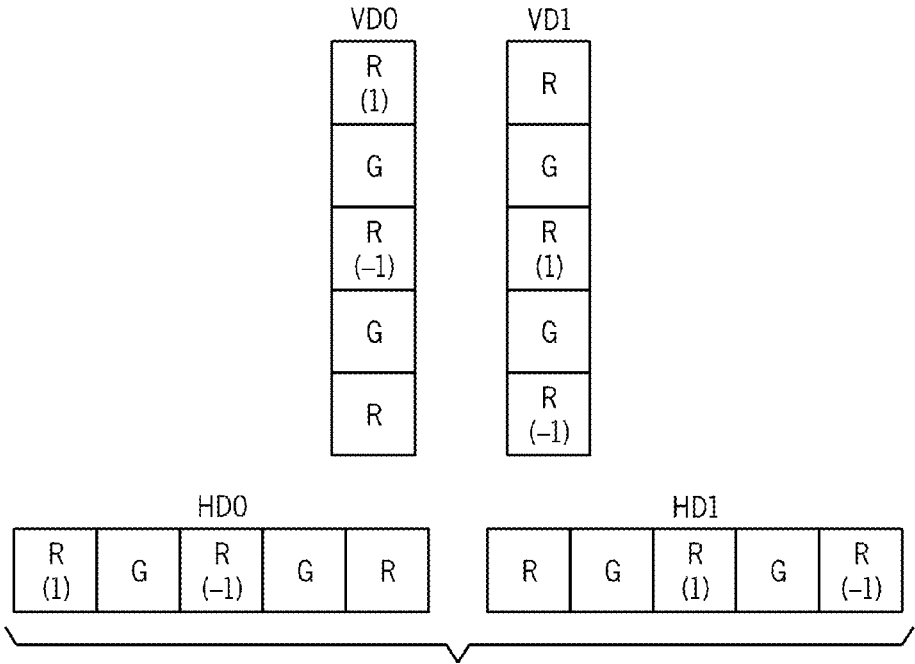 VD0 VD1
R R
(1)
G G
R R
(–1) (1)
G G
R R
(–1)
HD0 HD1
R G R G R R G R G R
(1) (–1) (1) (–1)